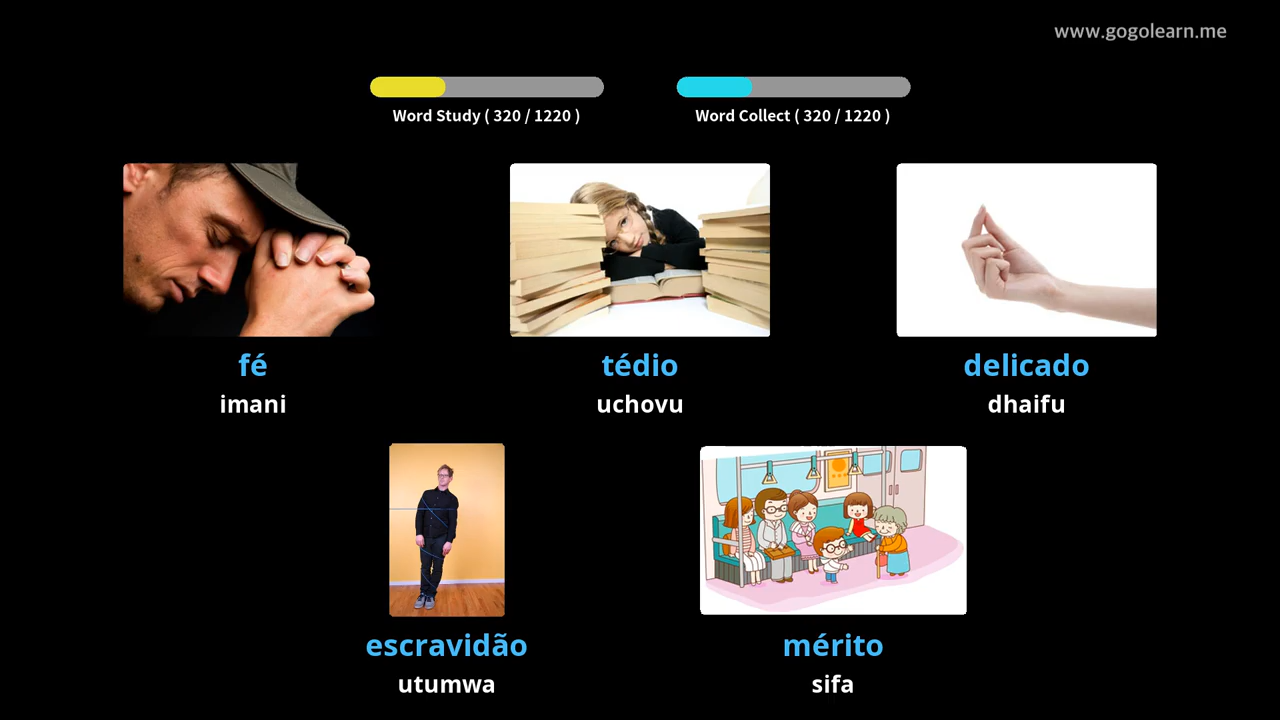 www.gogolearn.me
Word Study ( 320 / 1220 )
Word Collect ( 320 / 1220 )
fé
imani
tédio
uchovu
delicado
dhaifu
escravidão
utumwa
mérito
sifa